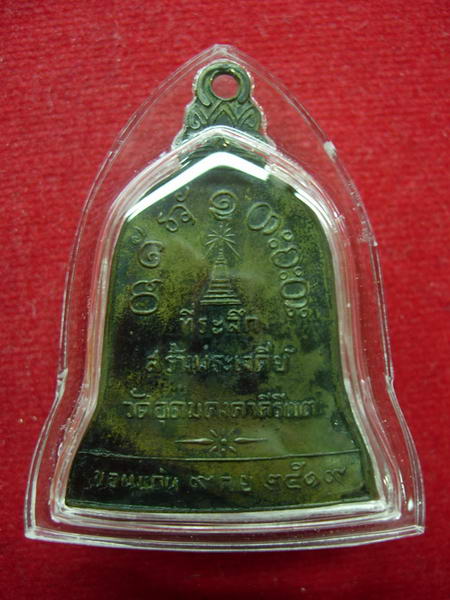 ที่ระลึก
สร้างพระเจดีย์
วัดอุดมคงคาคีรีเขต
ขอนแก่น ๙ ก.ย. ๒๕๑๙